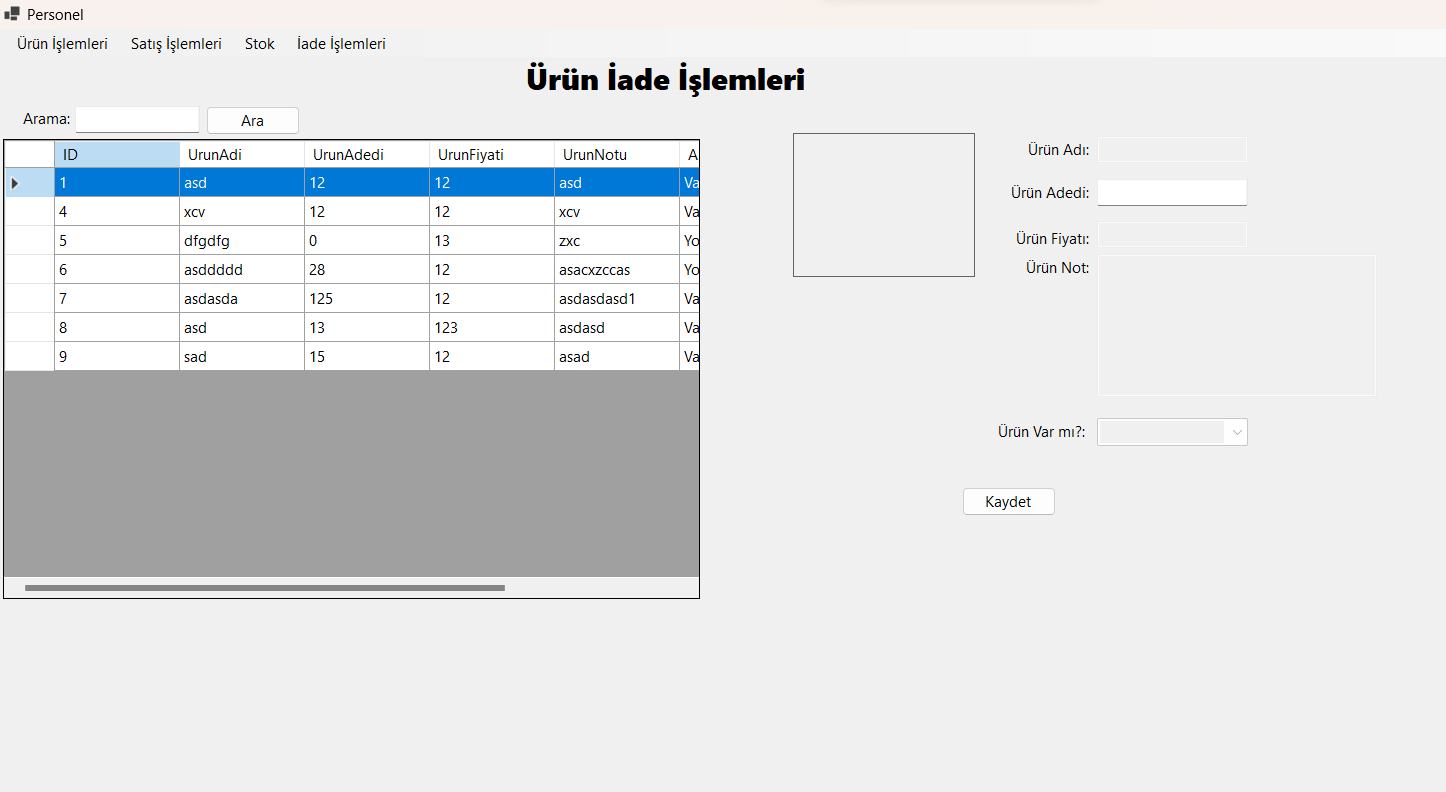 Personel
Ürün İşlemleri Satış İşlemleri Stok İade İşlemleri
Ürün İade İşlemleri
Arama: Ara
ID UrunAdi UrunAdedi UrunFiyati UrunNotu A
1 asd 12 12 asd Va
4 xcv 12 12 xcv Va
5 dfgdfg 0 13 zxc Yo
6 asddddd 28 12 asacxzccas Yo
7 asdasda 125 12 asdasdasd1 Va
8 asd 13 123 asdasd Va
9 sad 15 12 asad Va
Ürün Adı:
Ürün Adedi:
Ürün Fiyatı:
Ürün Not:
Ürün Var mı?:
Kaydet